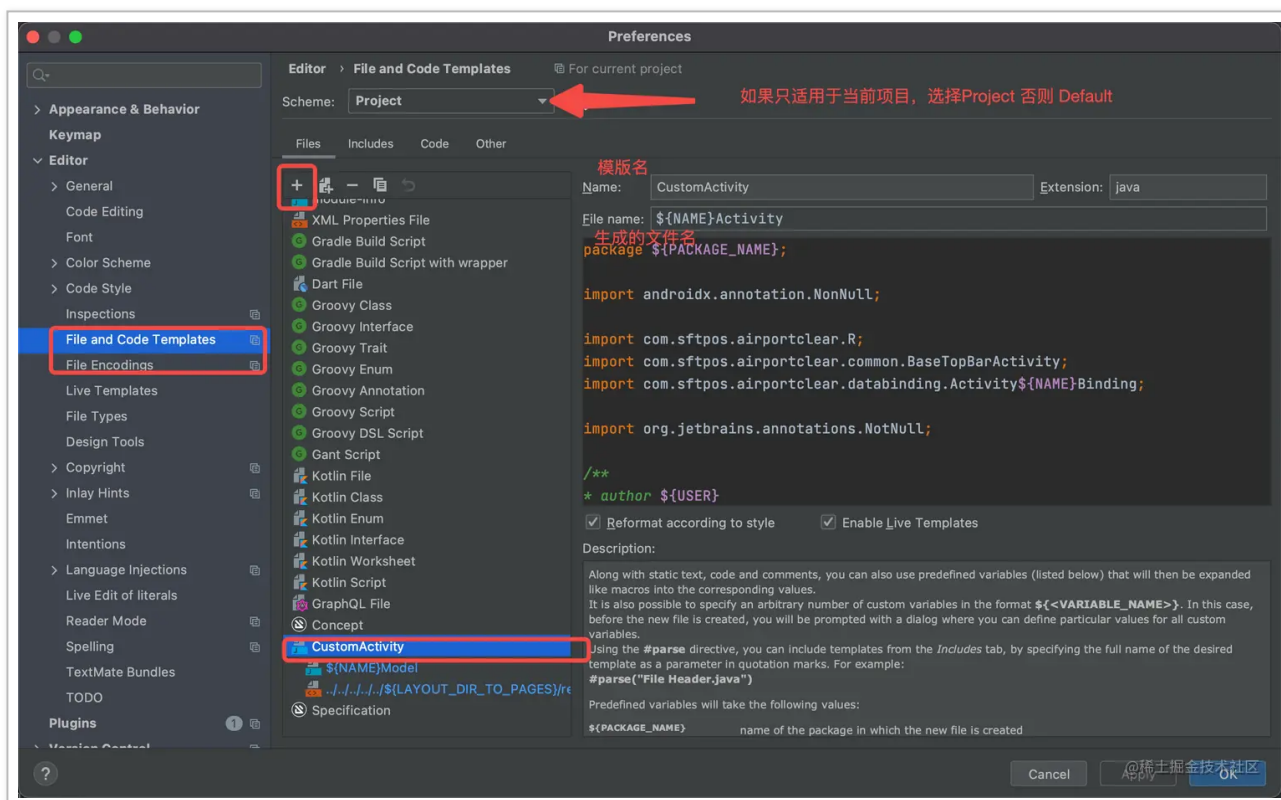 Preferences
Editor › File and Code Templates For current project
Scheme: Project 如果只适用于当前项目，选择Project 否则 Default
Appearance & Behavior
Keymap
Editor
General
Code Editing
Font
Color Scheme
Code Style
Inspections
File and Code Templates
File Encodings
Live Templates
File Types
Design Tools
Copyright
Inlay Hints
Emmet
Intentions
Language Injections
Live Edit of literals
Reader Mode
Spelling
TextMate Bundles
TODO
Plugins 1
Version Control
Files Includes Code Other
module-info
XML Properties File
Gradle Build Script
Gradle Build Script with wrapper
Dart File
Groovy Class
Groovy Interface
Groovy Trait
Groovy Enum
Groovy Annotation
Groovy Script
Groovy DSL Script
Gant Script
Kotlin File
Kotlin Class
Kotlin Enum
Kotlin Interface
Kotlin Worksheet
Kotlin Script
GraphQL File
Concept
CustomActivity
${NAME}Model
../../../../../${LAYOUT_DIR_TO_PAGES}/re
Specification
模版名
Name: CustomActivity Extension: java
File name: ${NAME}Activity
生成的文件名
package ${PACKAGE_NAME};
import androidx.annotation.NonNull;
import com.sftpos.airportclear.R;
import com.sftpos.airportclear.common.BaseTopBarActivity;
import com.sftpos.airportclear.databinding.Activity${NAME}Binding;
import org.jetbrains.annotations.NotNull;
/**
* author ${USER}
Reformat according to style Enable Live Templates
Description:
Along with static text, code and comments, you can also use predefined variables (listed below) that will then be expanded
like macros into the corresponding values.
It is also possible to specify an arbitrary number of custom variables in the format ${<VARIABLE_NAME>}. In this case,
before the new file is created, you will be prompted with a dialog where you can define particular values for all custom
variables.
Using the #parse directive, you can include templates from the Includes tab, by specifying the full name of the desired
template as a parameter in quotation marks. For example:
#parse("File Header.java")
Predefined variables will take the following values:
${PACKAGE_NAME} name of the package in which the new file is created
? Cancel Apply OK
@稀土掘金技术社区